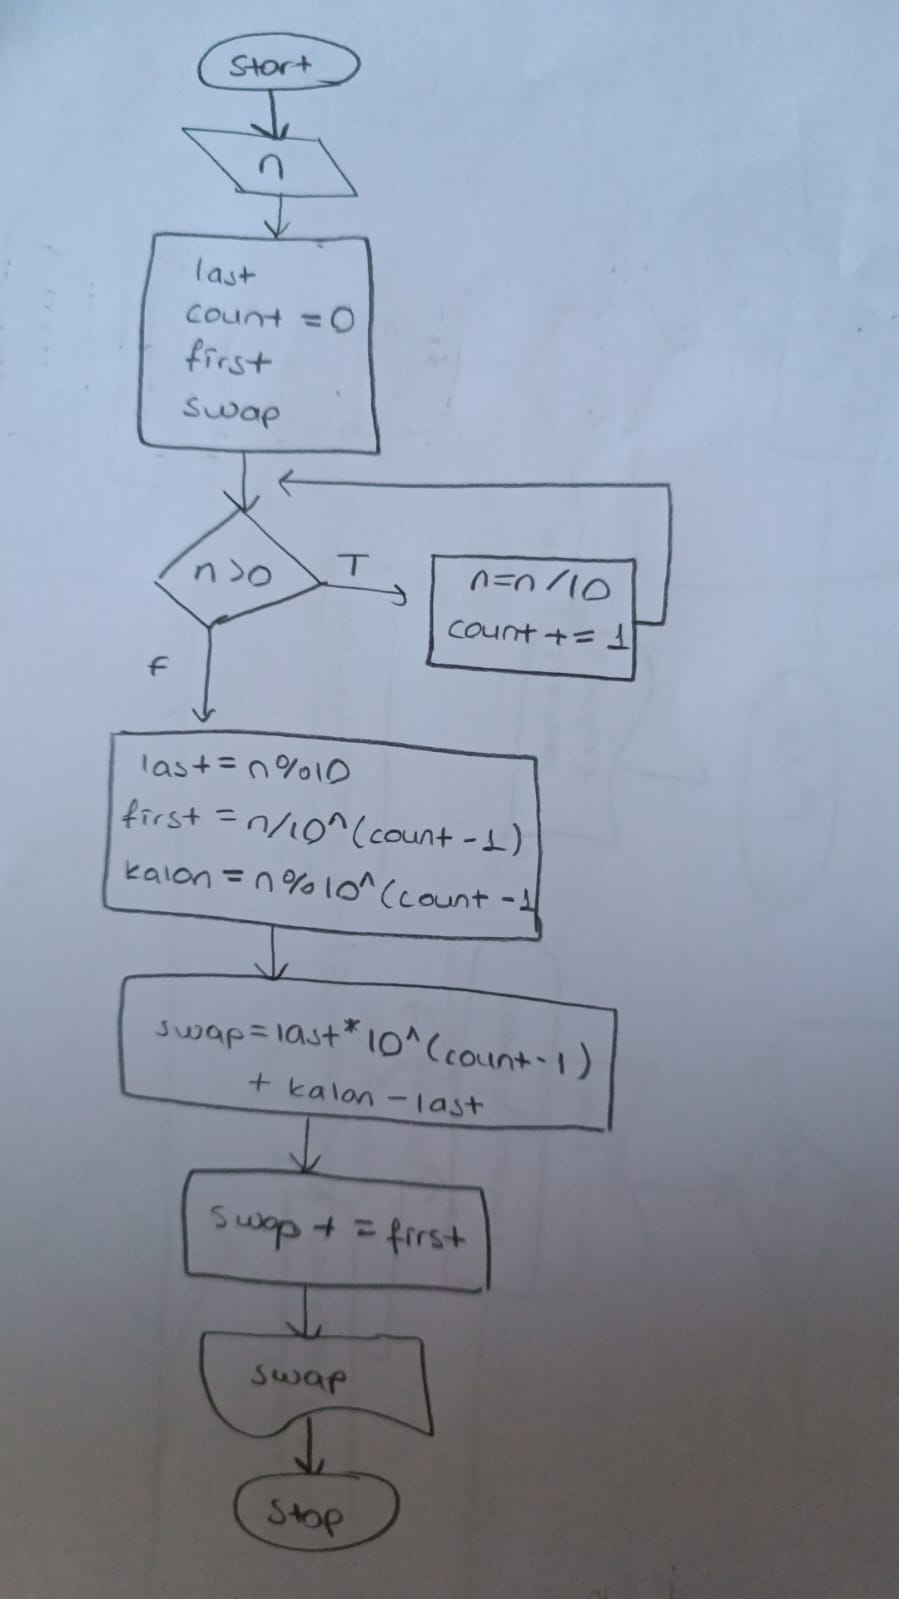 Start
n
last
count = 0
first
swap
n>0
T
n=n/10
count += 1
F
last=n%10
first = n/10^(count-1)
kalan = n%10^(count-1
swap=last*10^(count-1)
+ kalan -last
swap += first
swap
Stop